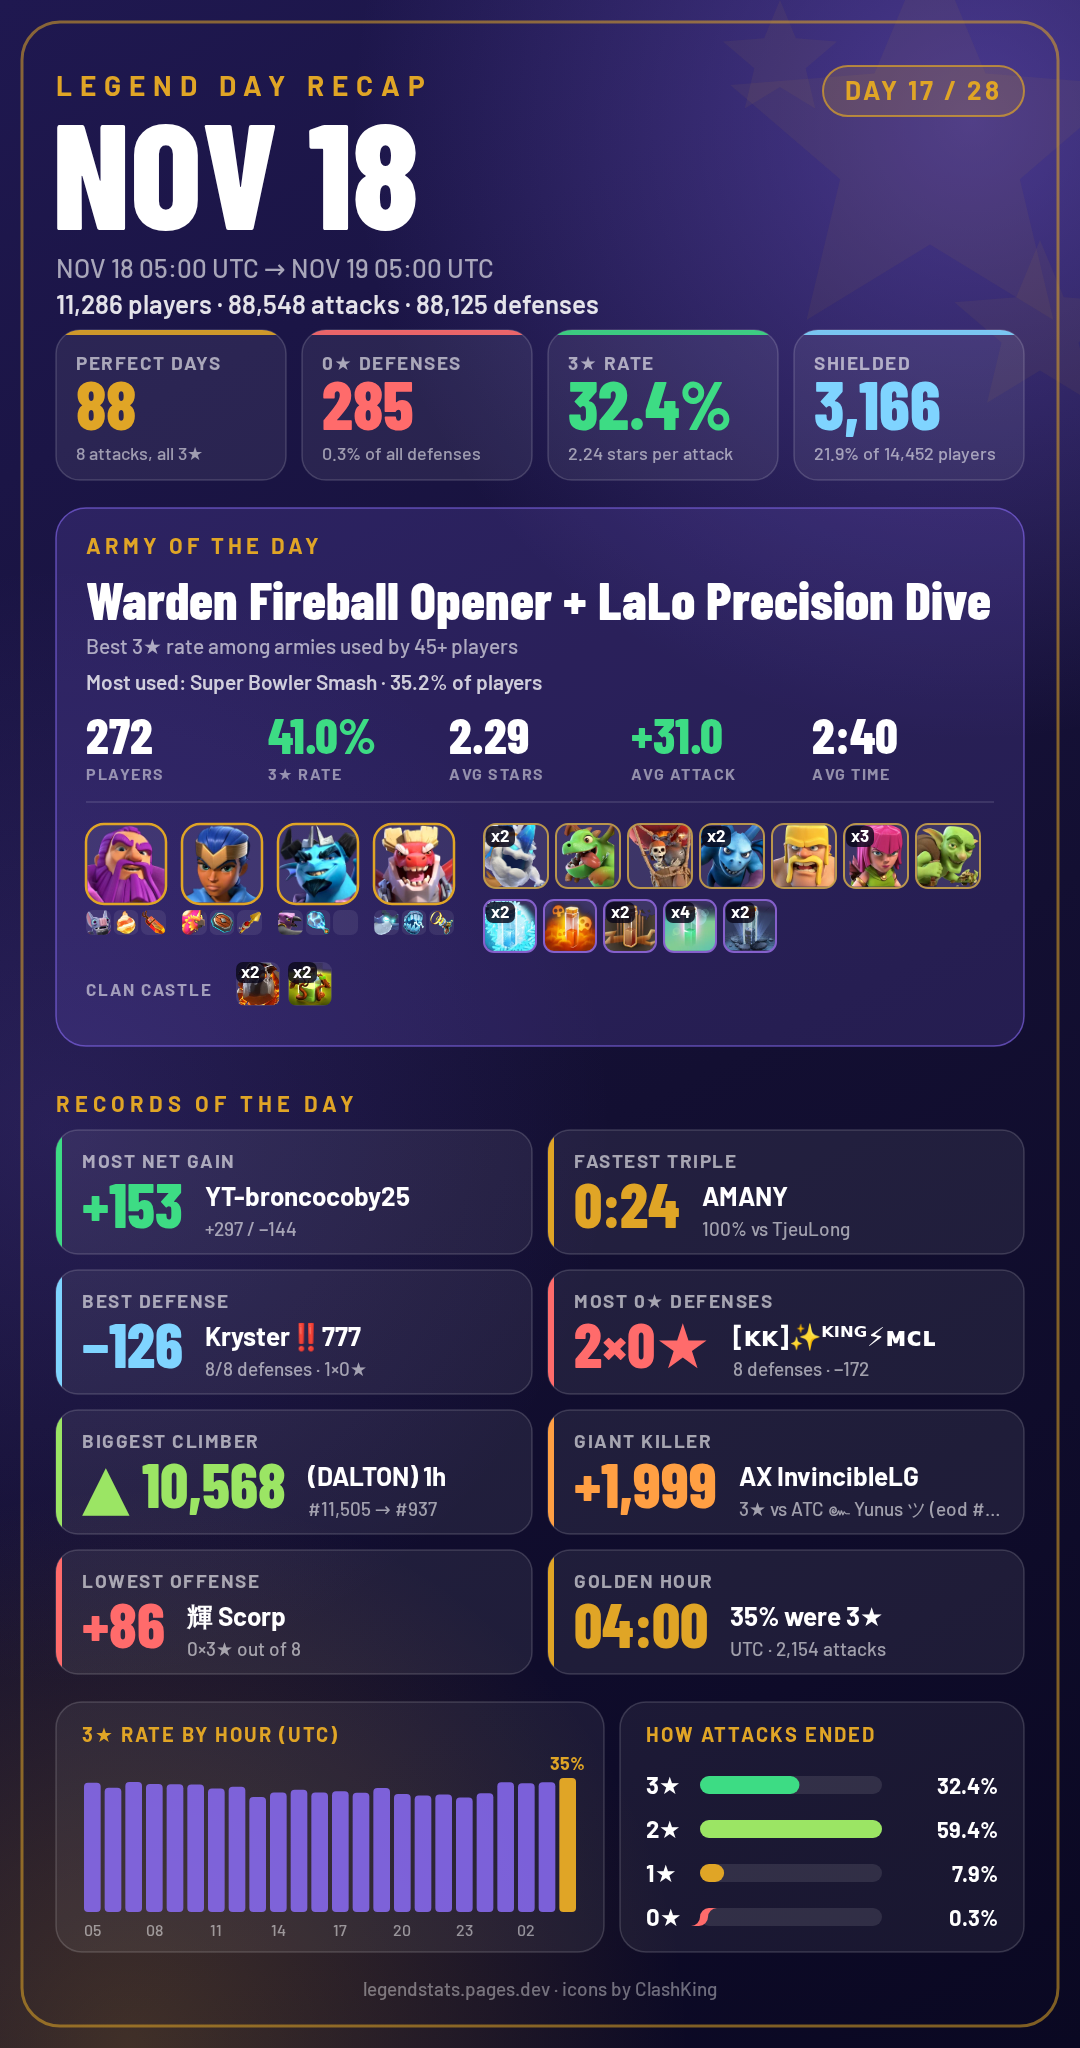 LEGEND DAY RECAP
DAY 17 / 28
NOV 18
NOV 18 05:00 UTC → NOV 19 05:00 UTC
11,286 players · 88,548 attacks · 88,125 defenses
PERFECT DAYS
88
8 attacks, all 3★
0★ DEFENSES
285
0.3% of all defenses
3★ RATE
32.4%
2.24 stars per attack
SHIELDED
3,166
21.9% of 14,452 players
ARMY OF THE DAY
Warden Fireball Opener + LaLo Precision Dive
Best 3★ rate among armies used by 45+ players
Most used: Super Bowler Smash · 35.2% of players
272
PLAYERS
41.0%
3★ RATE
2.29
AVG STARS
+31.0
AVG ATTACK
2:40
AVG TIME
x2 x2 x3
x2 x2 x4 x2
CLAN CASTLE x2 x2
RECORDS OF THE DAY
MOST NET GAIN
+153 YT-broncocoby25
+297 / −144
FASTEST TRIPLE
0:24 AMANY
100% vs TjeuLong
BEST DEFENSE
−126 Kryster‼️777
8/8 defenses · 1×0★
MOST 0★ DEFENSES
2×0★ [ᴋᴋ]✨ᴷᴵᴺᴳ⚡ᴍᴄʟ
8 defenses · −172
BIGGEST CLIMBER
▲ 10,568 (DALTON) 1h
#11,505 → #937
GIANT KILLER
+1,999 AX InvincibleLG
3★ vs ATC ๛ Yunus ツ (eod #...
LOWEST OFFENSE
+86 輝 Scorp
0×3★ out of 8
GOLDEN HOUR
04:00 35% were 3★
UTC · 2,154 attacks
3★ RATE BY HOUR (UTC)
35%
05 08 11 14 17 20 23 02
HOW ATTACKS ENDED
3★ 32.4%
2★ 59.4%
1★ 7.9%
0★ 0.3%
legendstats.pages.dev · icons by ClashKing